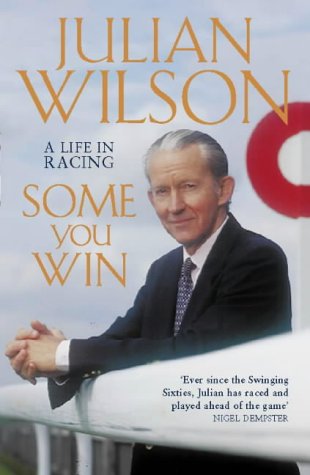 JULIAN
WILSON
A LIFE IN
RACING
SOME
YOU
WIN
'Ever since the Swinging
Sixties, Julian has raced and
played ahead of the game'
NIGEL DEMPSTER